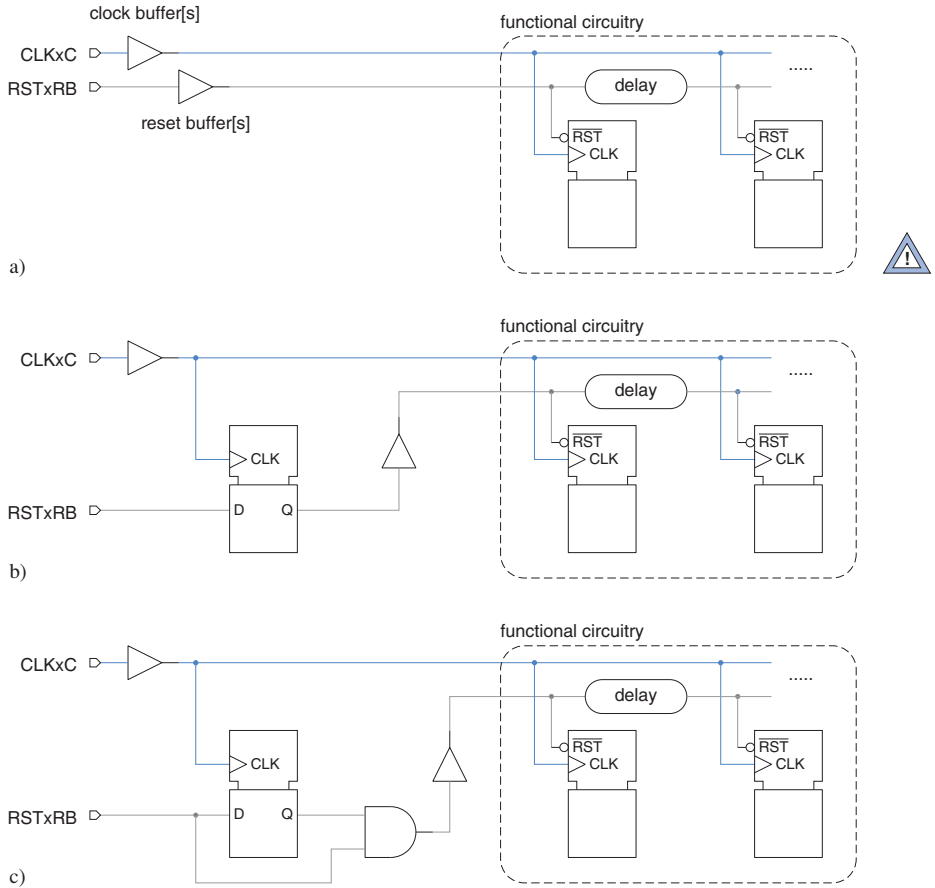 clock buffer[s]
functional circuitry
CLKxC
.....
RSTxRB
delay
reset buffer[s]
RST
RST
CLK
CLK
!
a)
functional circuitry
CLKxC
.....
delay
RST
RST
CLK
CLK
CLK
RSTxRB
D
Q
b)
functional circuitry
CLKxC
.....
delay
RST
RST
CLK
CLK
CLK
RSTxRB
D
Q
c)